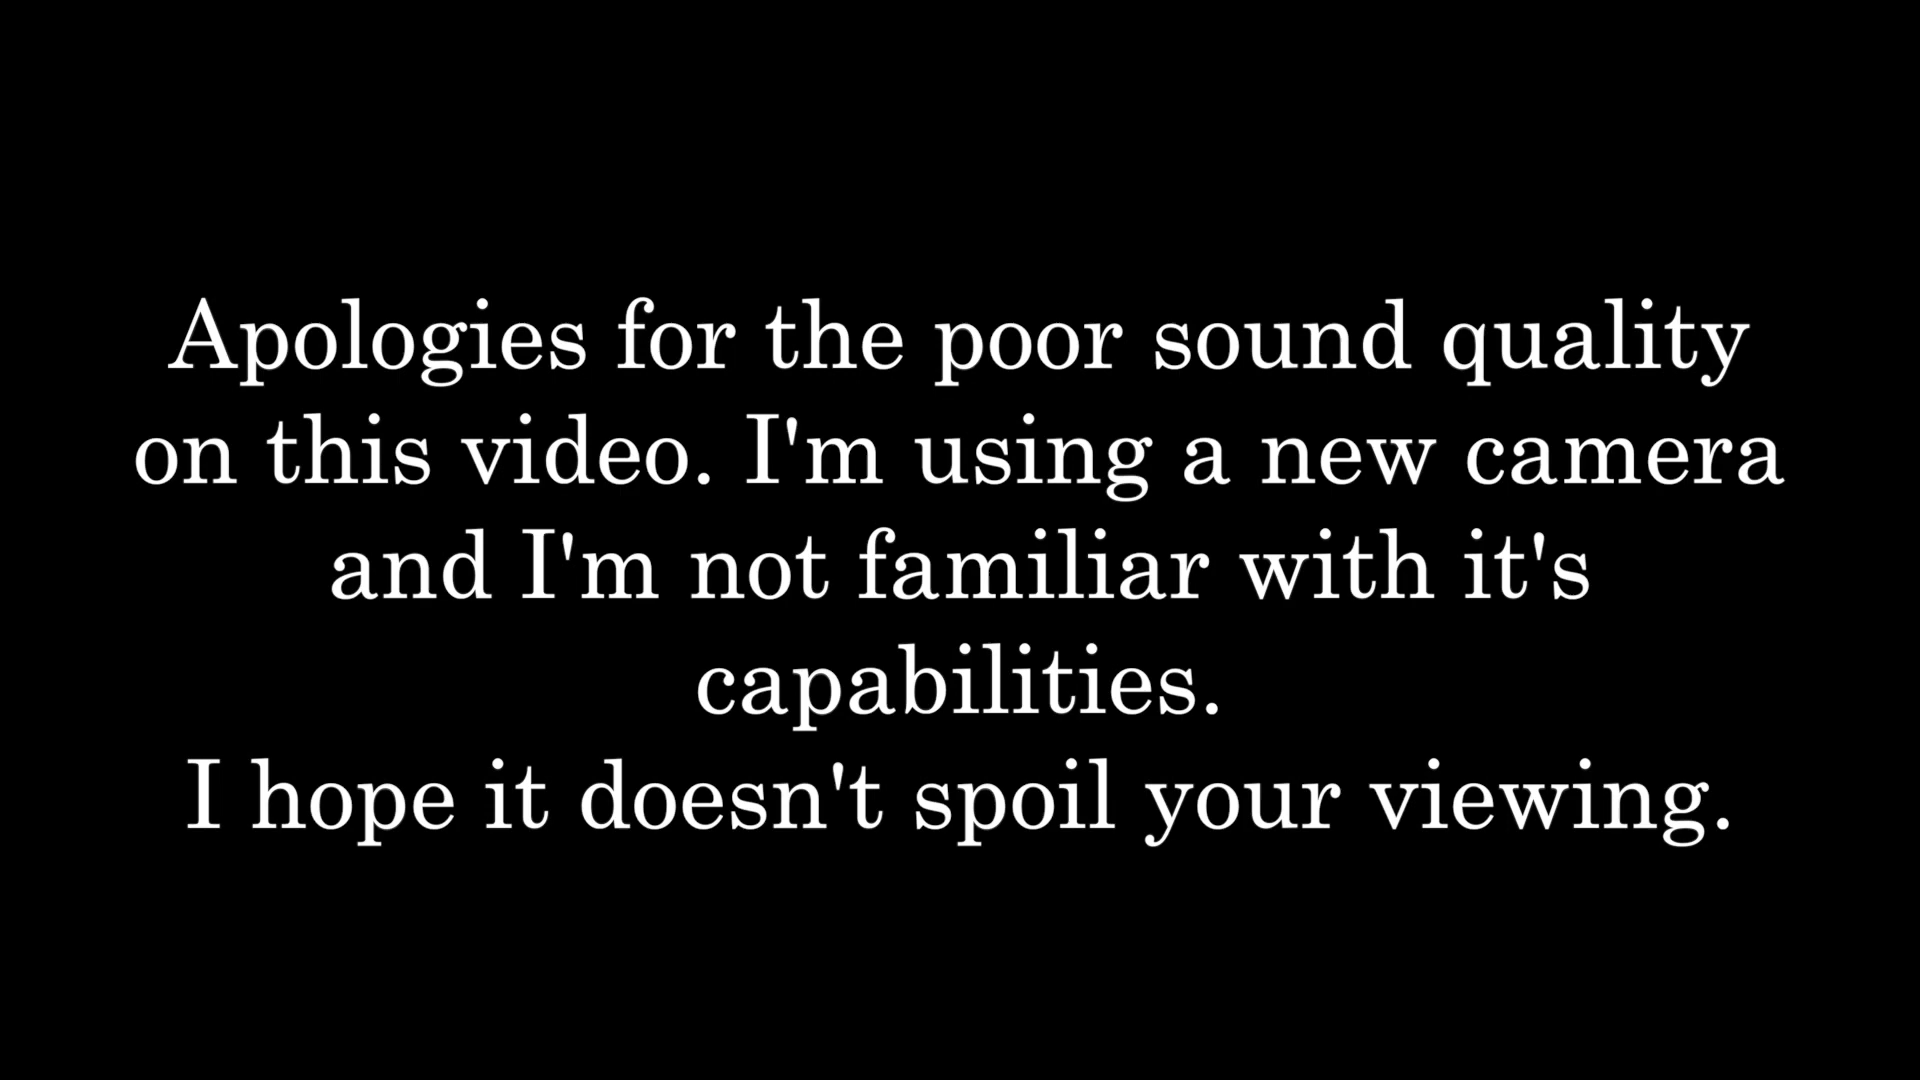 Apologies for the poor sound quality
on this video. I'm using a new camera
and I'm not familiar with it's
capabilities.
I hope it doesn't spoil your viewing.